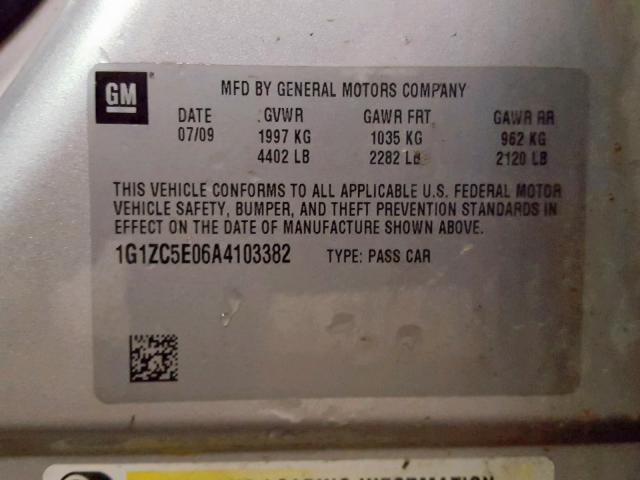 GM
MFD BY GENERAL MOTORS COMPANY
DATE GVWR GAWR FRT GAWR RR
07/09 1997 KG 1035 KG 962 KG
4402 LB 2282 LB 2120 LB
THIS VEHICLE CONFORMS TO ALL APPLICABLE U.S. FEDERAL MOTOR
VEHICLE SAFETY, BUMPER, AND THEFT PREVENTION STANDARDS IN
EFFECT ON THE DATE OF MANUFACTURE SHOWN ABOVE.
1G1ZC5E06A4103382 TYPE: PASS CAR
LOADING INFORMATION